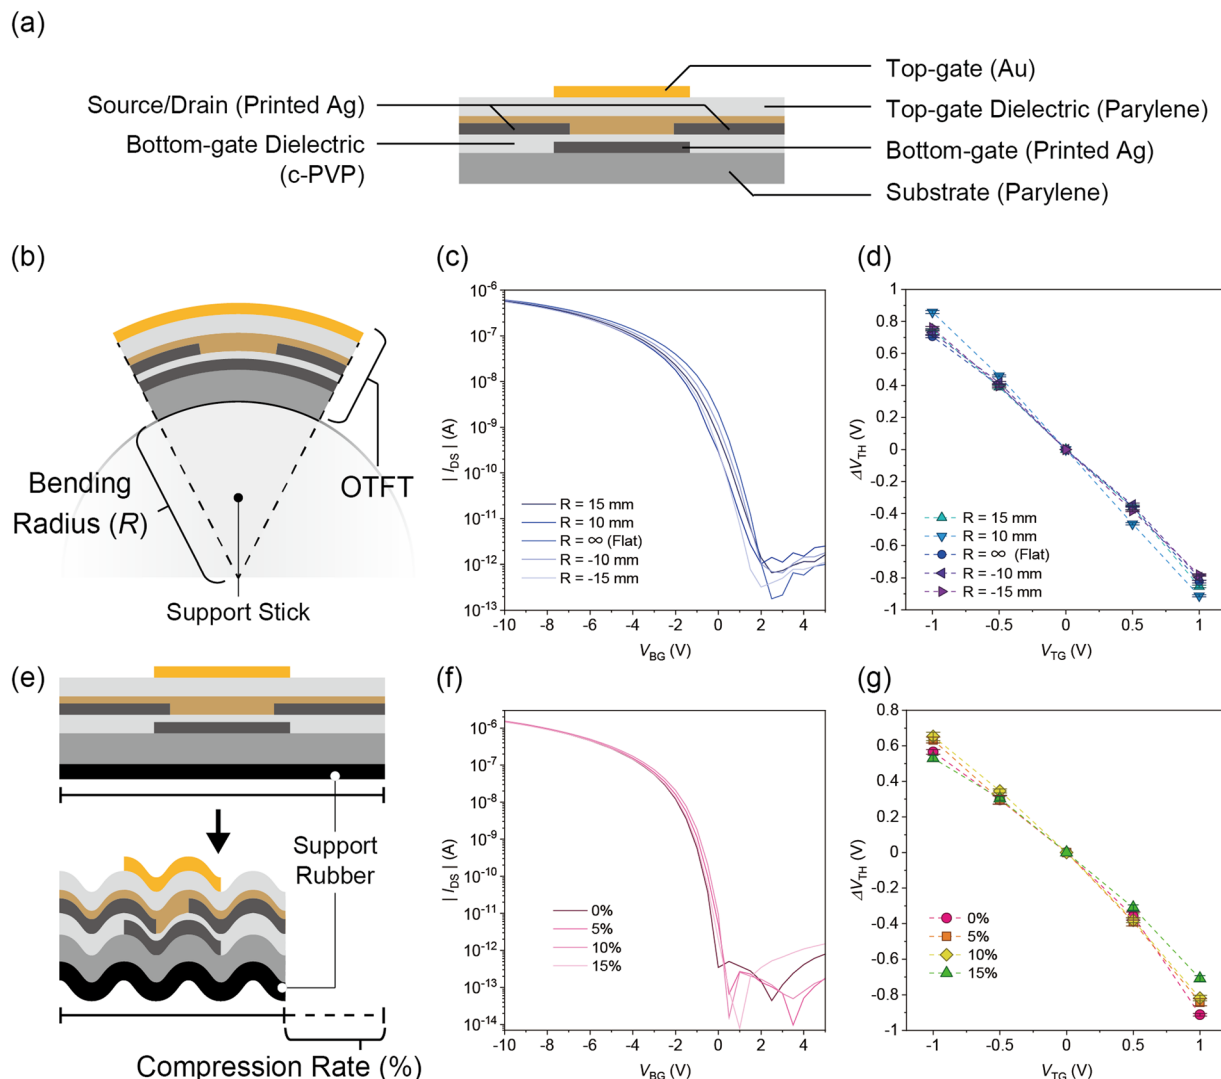 (a)
Source/Drain (Printed Ag)
Bottom-gate Dielectric
(c-PVP)
Top-gate (Au)
Top-gate Dielectric (Parylene)
Bottom-gate (Printed Ag)
Substrate (Parylene)
(b)
Bending
Radius (R)
OTFT
Support Stick
(c)
10⁻⁶
10⁻⁷
10⁻⁸
10⁻⁹
10⁻¹⁰
10⁻¹¹
10⁻¹²
10⁻¹³
| I_DS | (A)
R = 15 mm
R = 10 mm
R = ∞ (Flat)
R = -10 mm
R = -15 mm
-10 -8 -6 -4 -2 0 2 4
V_BG (V)
(d)
1
0.8
0.6
0.4
0.2
0
-0.2
-0.4
-0.6
-0.8
-1
ΔV_TH (V)
R = 15 mm
R = 10 mm
R = ∞ (Flat)
R = -10 mm
R = -15 mm
-1 -0.5 0 0.5 1
V_TG (V)
(e)
Support
Rubber
Compression Rate (%)
(f)
10⁻⁶
10⁻⁷
10⁻⁸
10⁻⁹
10⁻¹⁰
10⁻¹¹
10⁻¹²
10⁻¹³
10⁻¹⁴
| I_DS | (A)
0%
5%
10%
15%
-10 -8 -6 -4 -2 0 2 4
V_BG (V)
(g)
0.8
0.6
0.4
0.2
0
-0.2
-0.4
-0.6
-0.8
-1
ΔV_TH (V)
0%
5%
10%
15%
-1 -0.5 0 0.5 1
V_TG (V)